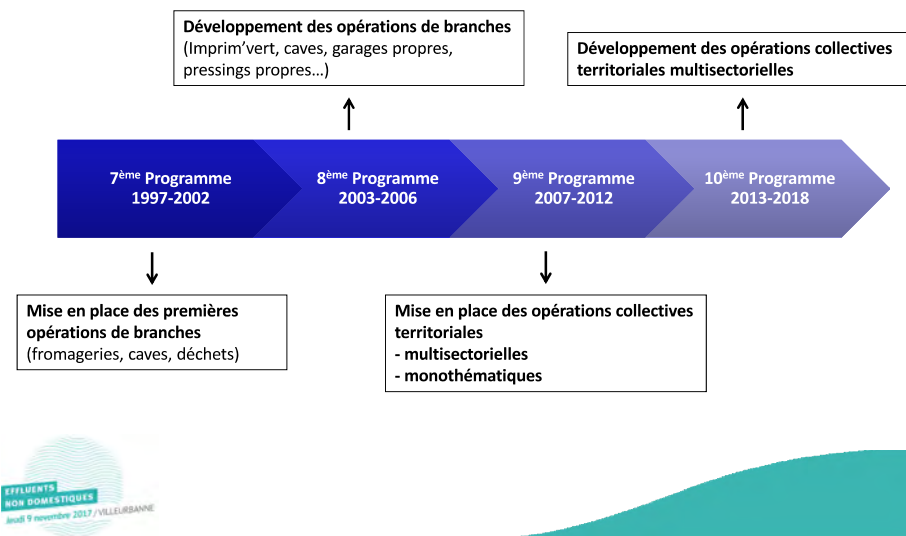 Développement des opérations de branches
(Imprim’vert, caves, garages propres,
pressings propres…)
Développement des opérations collectives
territoriales multisectorielles
7ème Programme
1997-2002
8ème Programme
2003-2006
9ème Programme
2007-2012
10ème Programme
2013-2018
Mise en place des premières
opérations de branches
(fromageries, caves, déchets)
Mise en place des opérations collectives
territoriales
- multisectorielles
- monothématiques
EFFLUENTS
NON DOMESTIQUES
Jeudi 9 novembre 2017 / VILLEURBANNE